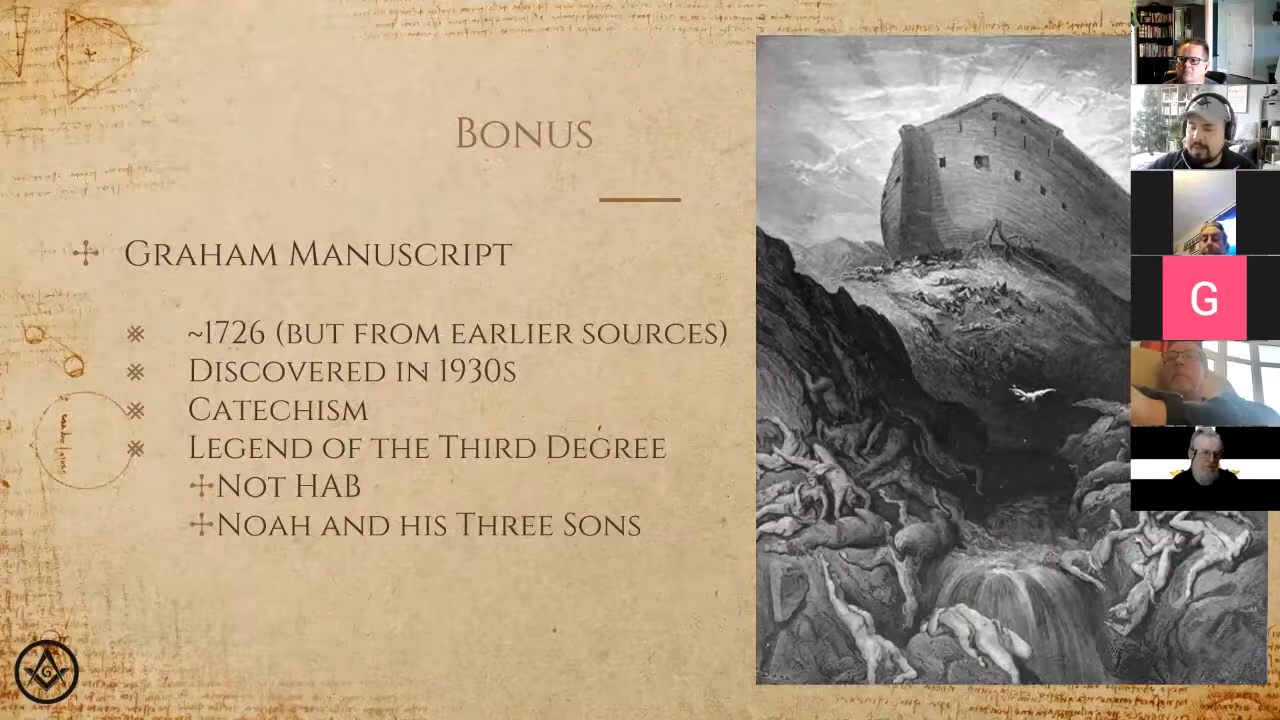 Bonus
Graham Manuscript
~1726 (but from earlier sources)
Discovered in 1930s
Catechism
Legend of the Third Degree
Not HAB
Noah and his Three Sons
G
G